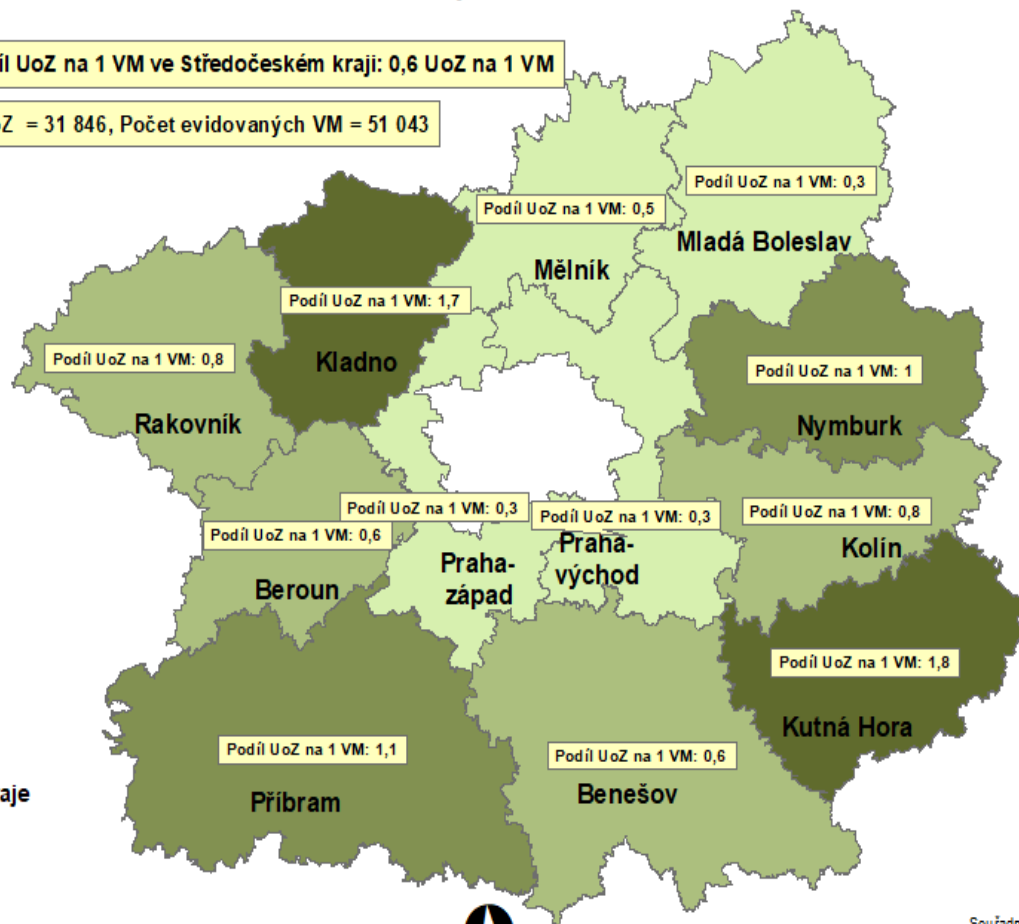 íl UoZ na 1 VM ve Středočeském kraji: 0,6 UoZ na 1 VM
oZ = 31 846, Počet evidovaných VM = 51 043
Podíl UoZ na 1 VM: 0,3
Mladá Boleslav
Podíl UoZ na 1 VM: 0,5
Mělník
Podíl UoZ na 1 VM: 1,7
Kladno
Podíl UoZ na 1 VM: 0,8
Rakovník
Podíl UoZ na 1 VM: 1
Nymburk
Podíl UoZ na 1 VM: 0,3
Praha-
západ
Podíl UoZ na 1 VM: 0,3
Praha-
východ
Podíl UoZ na 1 VM: 0,8
Kolín
Podíl UoZ na 1 VM: 0,6
Beroun
Podíl UoZ na 1 VM: 1,8
Kutná Hora
Podíl UoZ na 1 VM: 1,1
Příbram
Podíl UoZ na 1 VM: 0,6
Benešov
aje